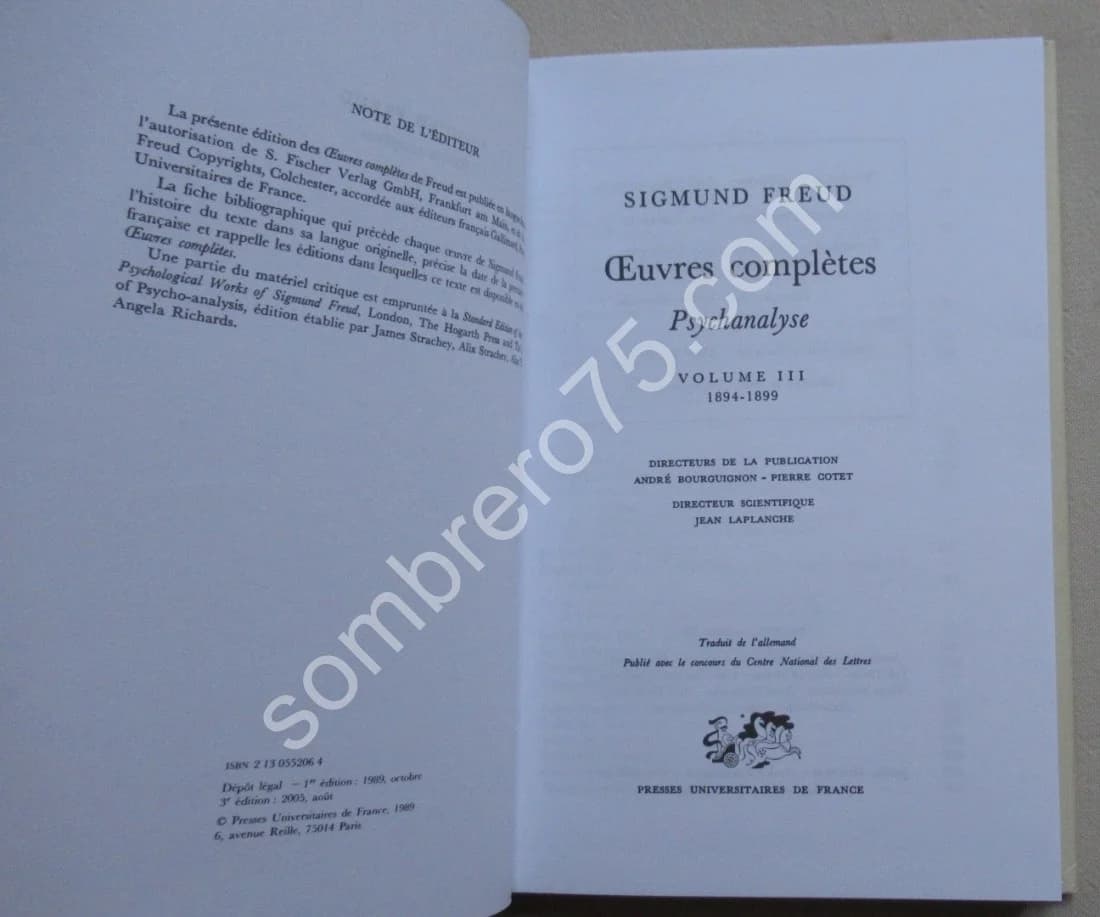 NOTE DE L'ÉDITEUR
La présente édition des Œuvres complètes de Freud est publiée en
l'autorisation de S. Fischer Verlag GmbH, Frankfurt am Main, et de
Freud Copyrights, Colchester, accordée aux éditeurs français Gallimard,
Universitaires de France.
La fiche bibliographique qui précède chaque œuvre de Sigmund
l'histoire du texte dans sa langue originelle, précise la date de la
française et rappelle les éditions dans lesquelles ce texte est disponible
Œuvres complètes.
Une partie du matériel critique est empruntée à la Standard Edition of
Psychological Works of Sigmund Freud, London, The Hogarth Press and
of Psycho-analysis, édition établie par James Strachey, Alix Strachey,
Angela Richards.
ISBN 2 13 055206 4
Dépôt légal — 1re édition : 1989, octobre
3e édition : 2005, août
© Presses Universitaires de France, 1989
6, avenue Reille, 75014 Paris
SIGMUND FREUD
Œuvres complètes
Psychanalyse
VOLUME III
1894-1899
DIRECTEURS DE LA PUBLICATION
ANDRÉ BOURGUIGNON - PIERRE COTET
DIRECTEUR SCIENTIFIQUE
JEAN LAPLANCHE
Traduit de l'allemand
Publié avec le concours du Centre National des Lettres
PRESSES UNIVERSITAIRES DE FRANCE
sombrero75.com